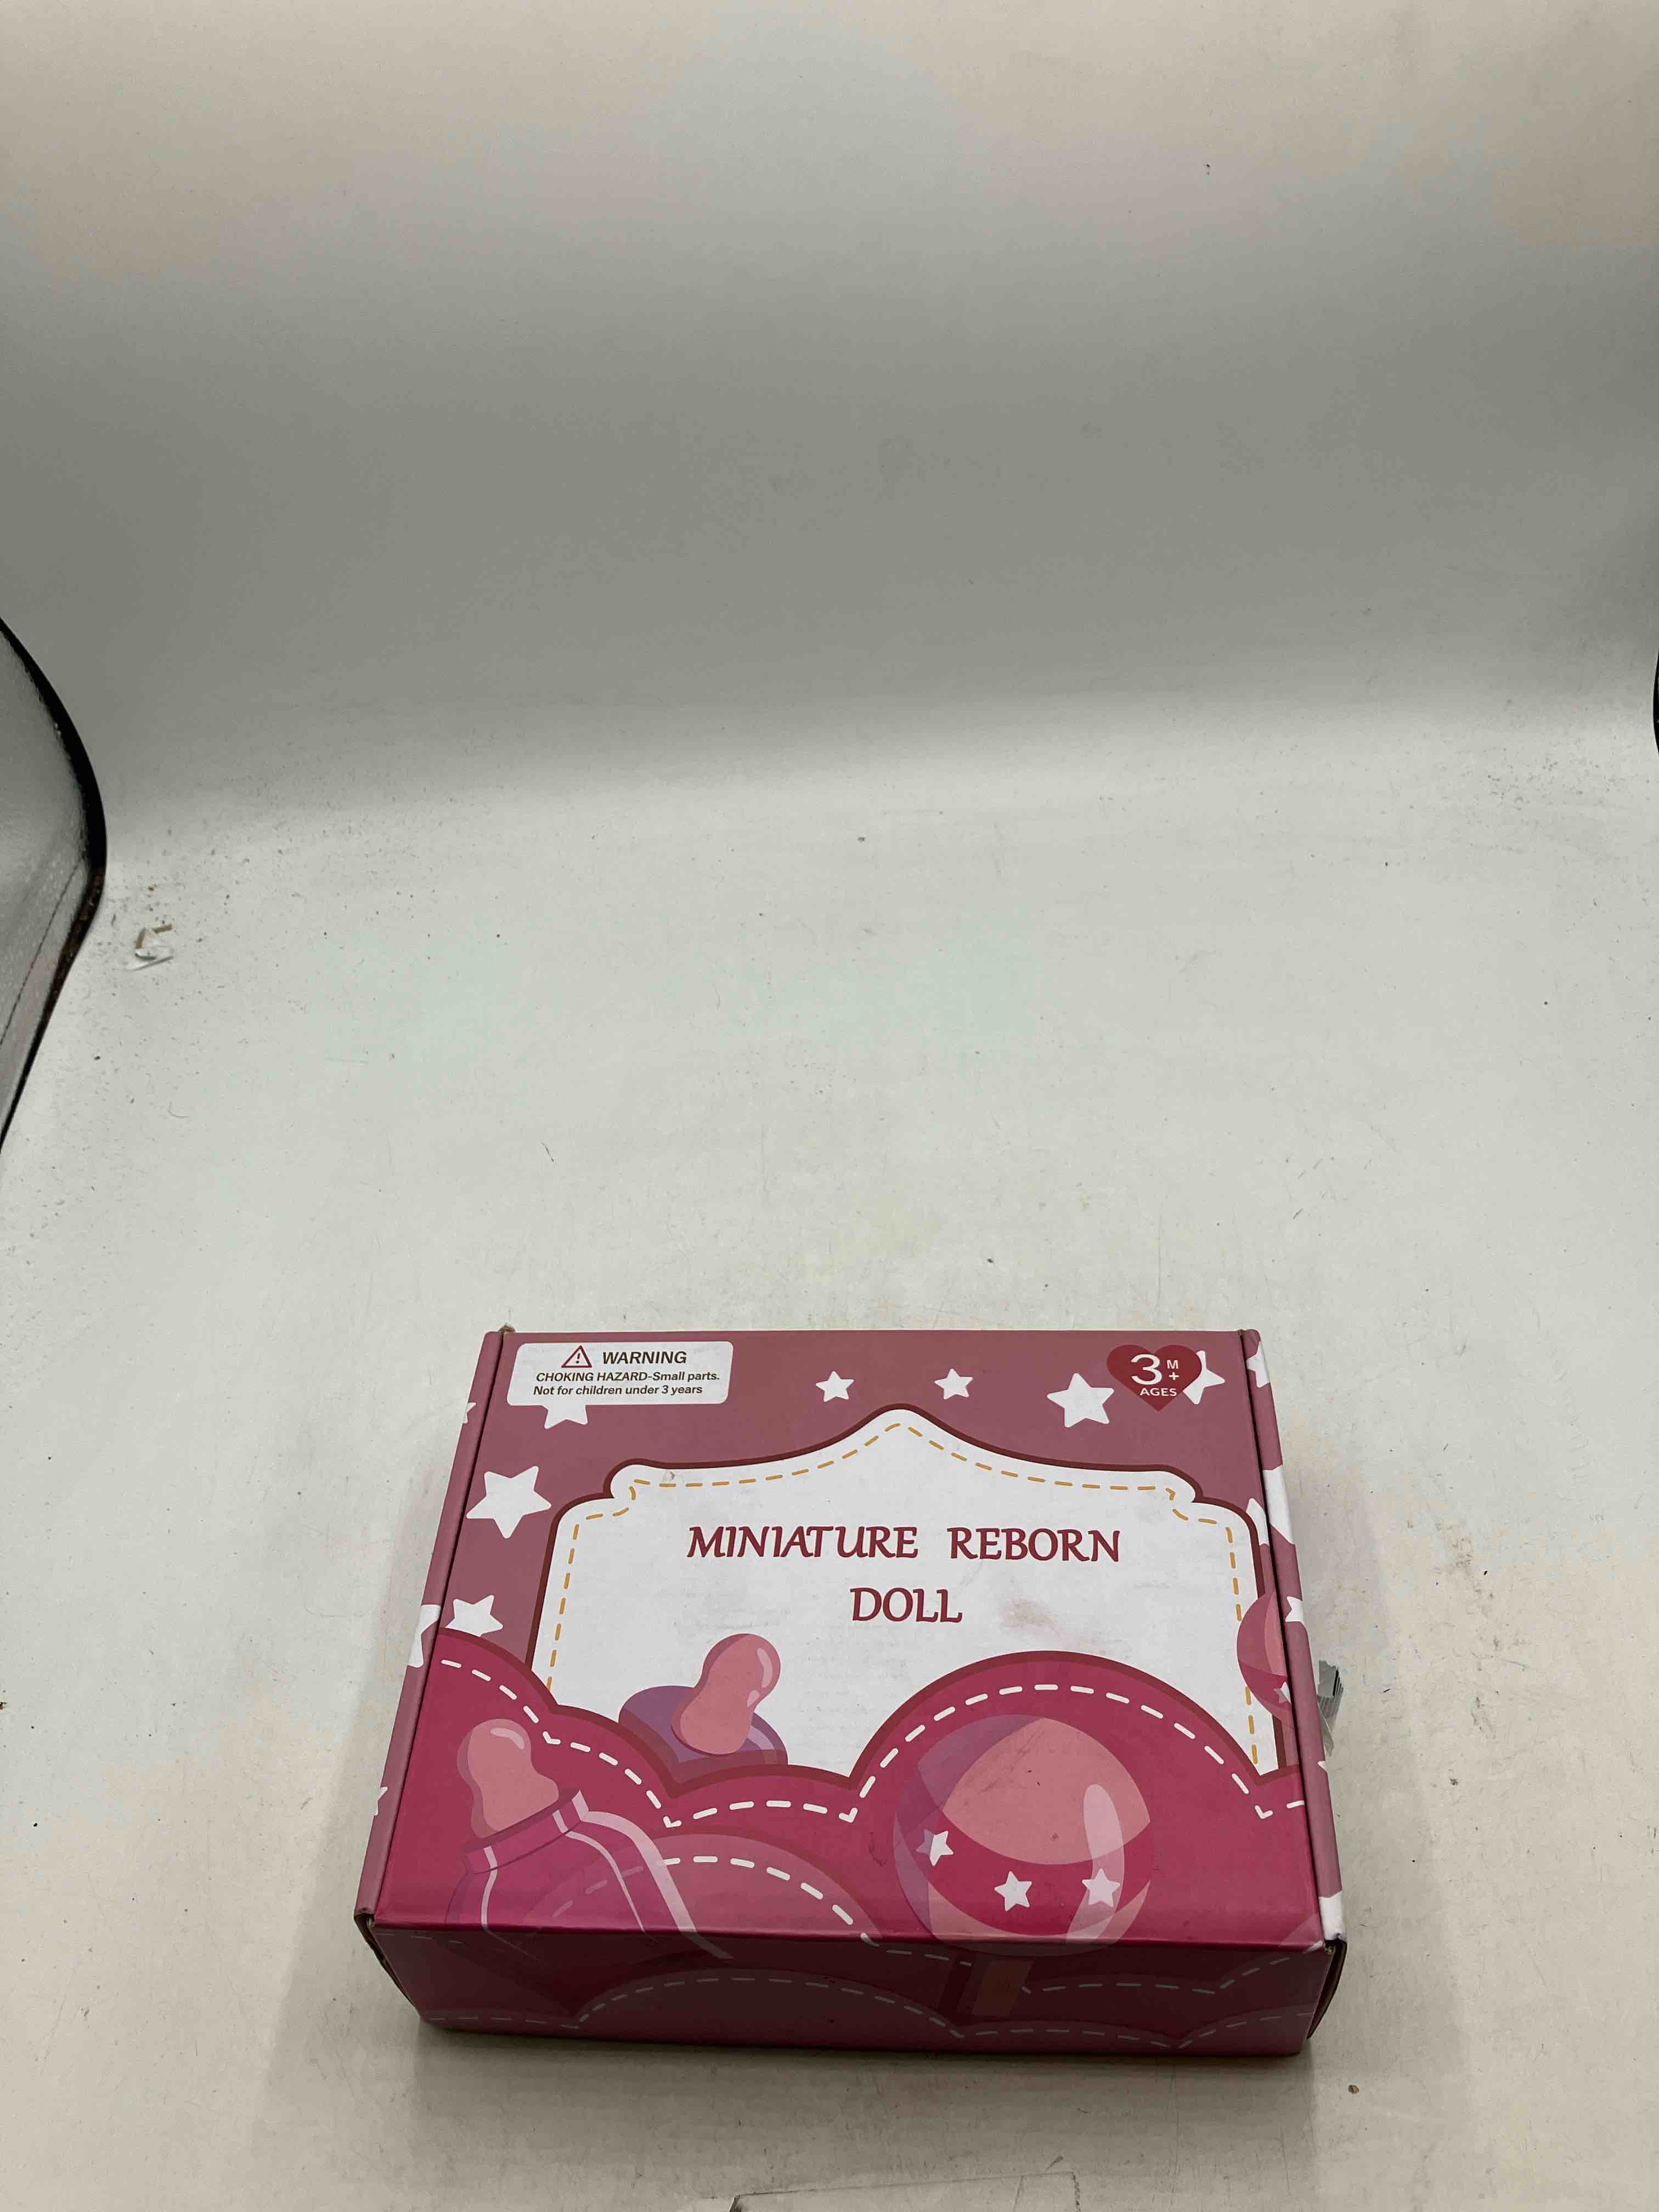 WARNING
CHOKING HAZARD-Small parts.
Not for children under 3 years
3 M
+
AGES
MINIATURE REBORN
DOLL